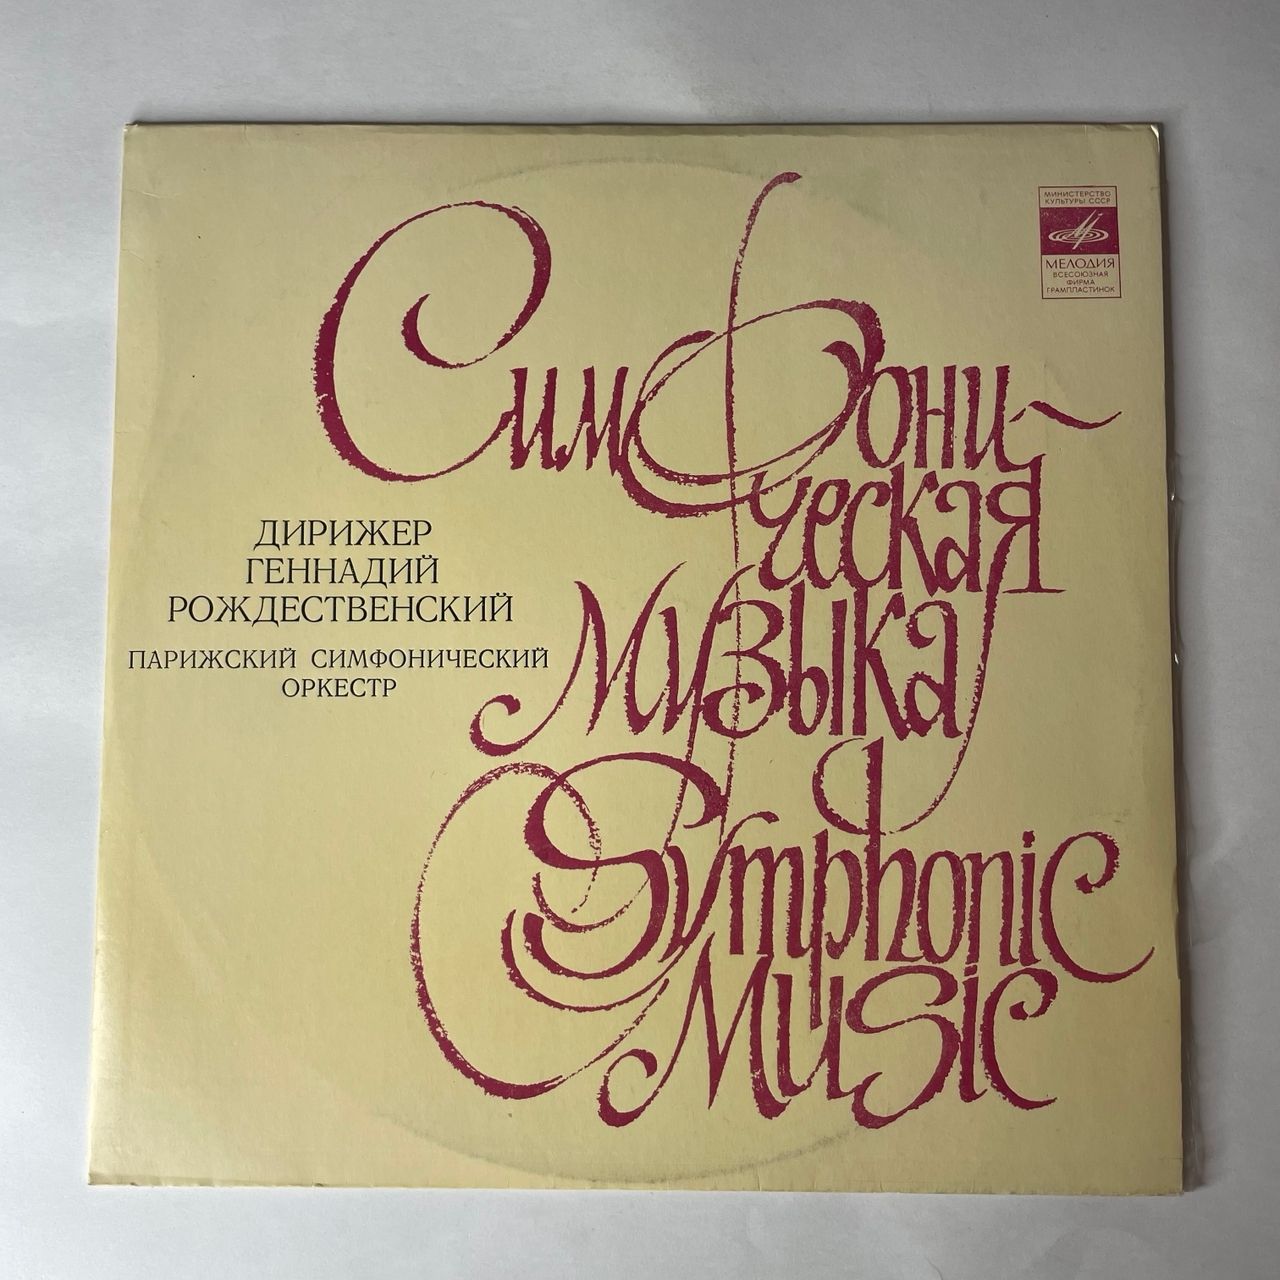 МИНИСТЕРСТВО
КУЛЬТУРЫ СССР
МЕЛОДИЯ
ВСЕСОЮЗНАЯ
ФИРМА
ГРАМПЛАСТИНОК
Симфони-
ческая
музыка
Symphonic
Music
ДИРИЖЕР
ГЕННАДИЙ
РОЖДЕСТВЕНСКИЙ
ПАРИЖСКИЙ СИМФОНИЧЕСКИЙ
ОРКЕСТР